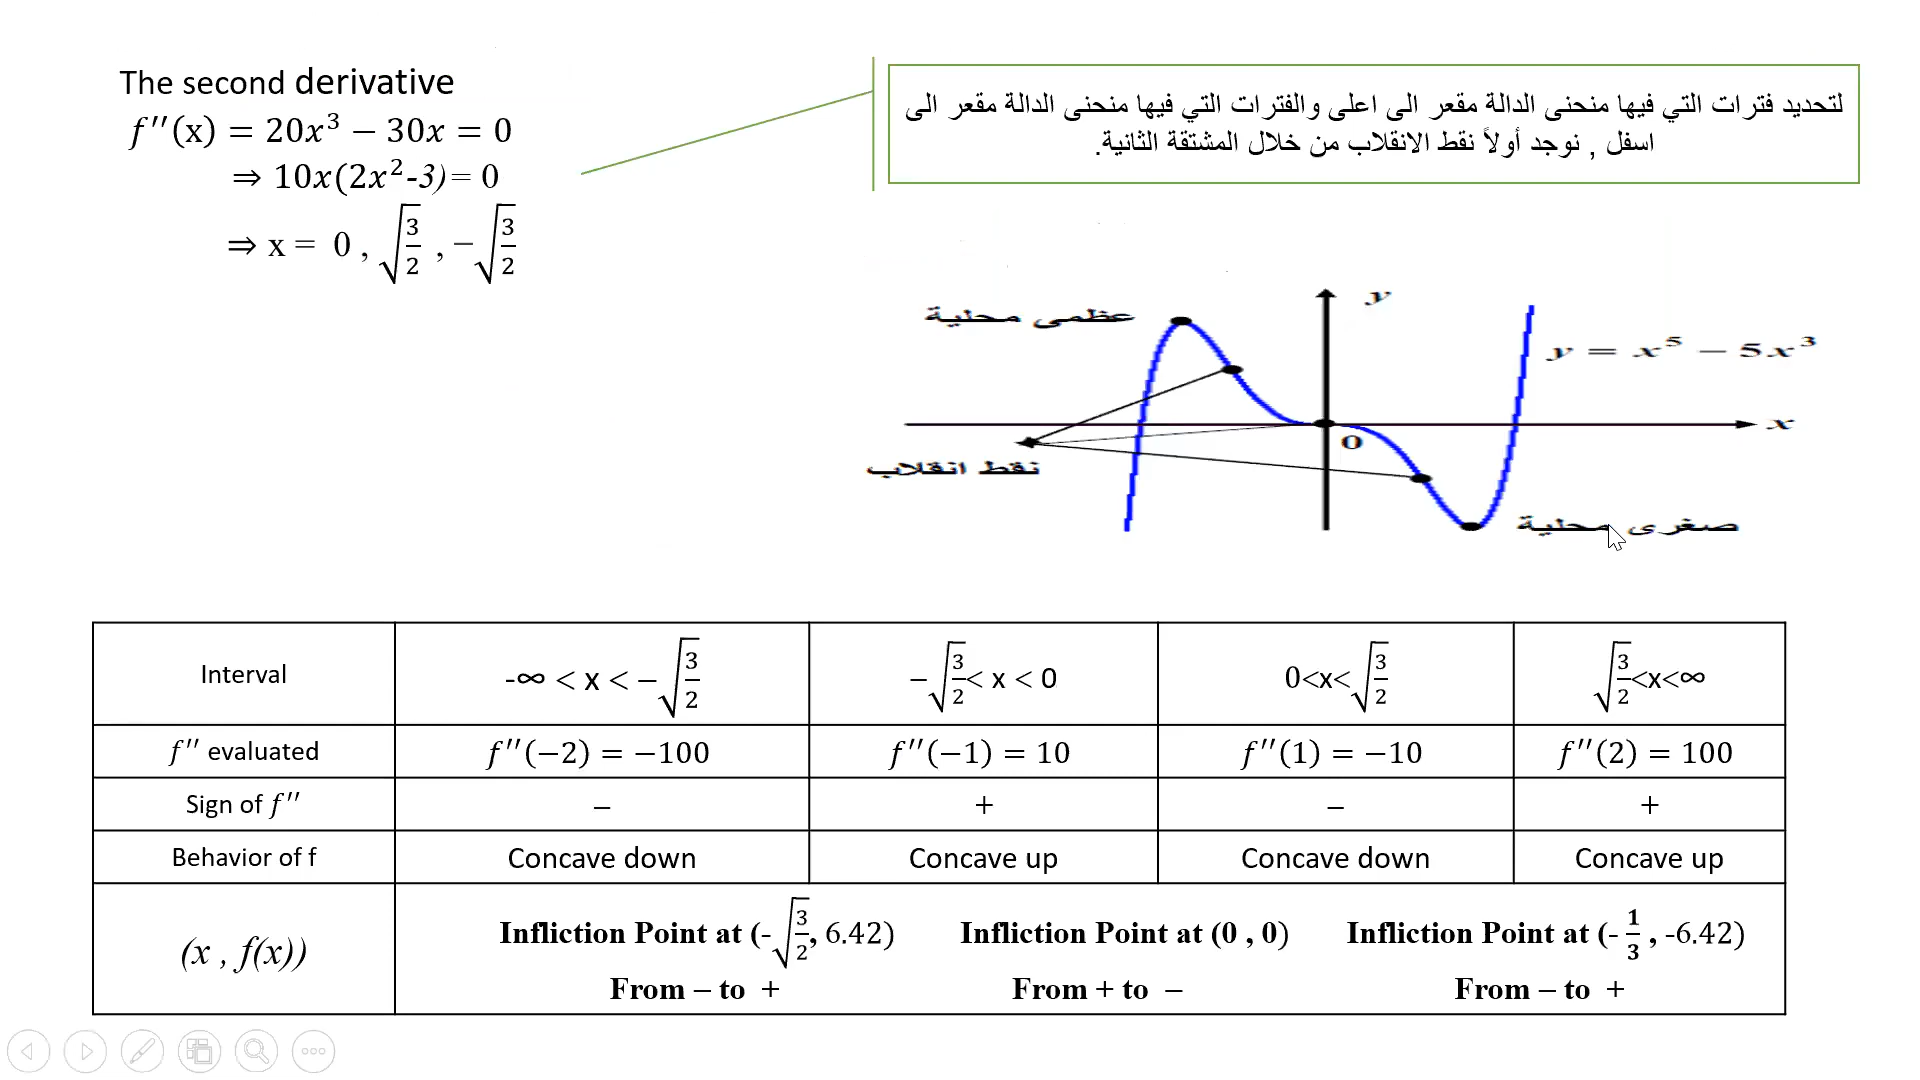 The second derivative
f′′(x) = 20x³ − 30x = 0
⇒ 10x(2x²-3) = 0
⇒ x = 0 , √(3/2) , −√(3/2)
لتحديد فترات التي فيها منحنى الدالة مقعر الى اعلى والفترات التي فيها منحنى الدالة مقعر الى
اسفل , نوجد أولاً نقط الانقلاب من خلال المشتقة الثانية.
y
عظمى محلية
y = x⁵ − 5x³
x
0
نقط انقلاب
صغرى محلية
Interval -∞ < x < −√(3/2) −√(3/2) < x < 0 0<x<√(3/2) √(3/2)<x<∞
f′′ evaluated f′′(−2) = −100 f′′(−1) = 10 f′′(1) = −10 f′′(2) = 100
Sign of f′′ – + – +
Behavior of f Concave down Concave up Concave down Concave up
(x , f(x)) Infliction Point at (-√(3/2), 6.42) Infliction Point at (0 , 0) Infliction Point at (- 1/3 , -6.42)
From – to + From + to – From – to +